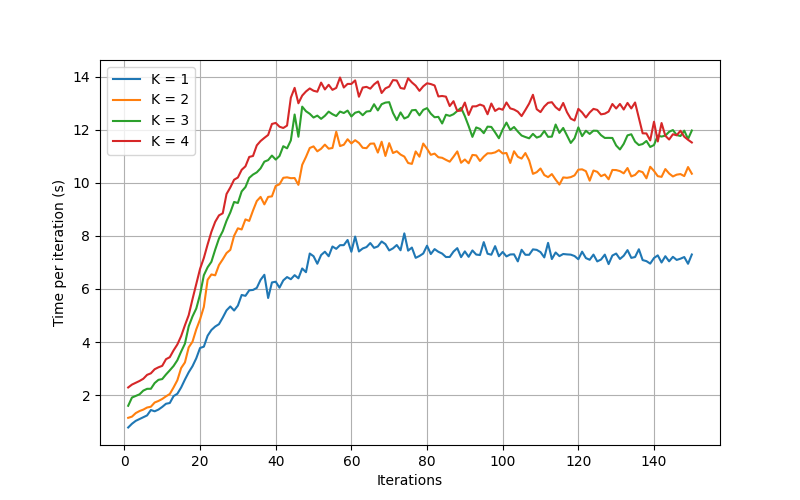 K = 1
K = 2
K = 3
K = 4
Time per iteration (s)
14
12
10
8
6
4
2
0 20 40 60 80 100 120 140
Iterations